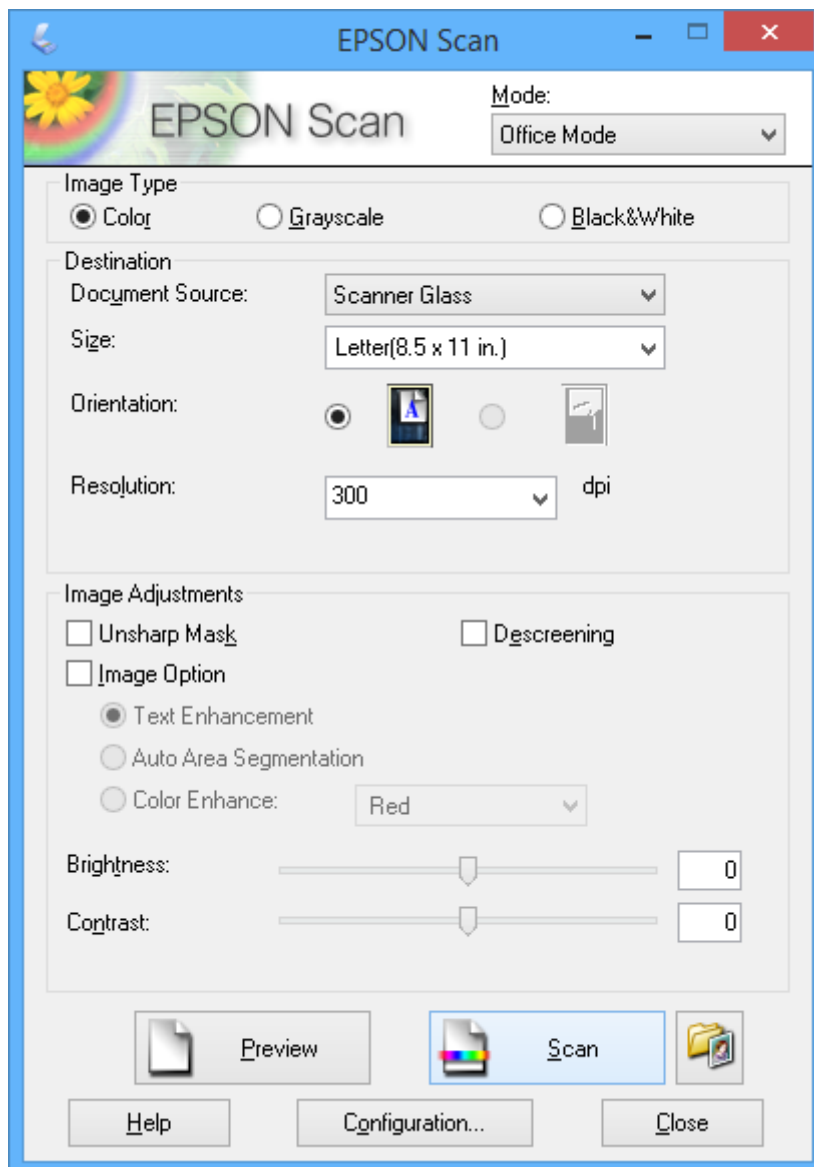 EPSON Scan
EPSON Scan
Mode:
Office Mode
Image Type
Color
Grayscale
Black&White
Destination
Document Source:
Scanner Glass
Size:
Letter(8.5 x 11 in.)
Orientation:
A
Resolution:
300
dpi
Image Adjustments
Unsharp Mask
Descreening
Image Option
Text Enhancement
Auto Area Segmentation
Color Enhance:
Red
Brightness:
0
Contrast:
0
Preview
Scan
Help
Configuration...
Close